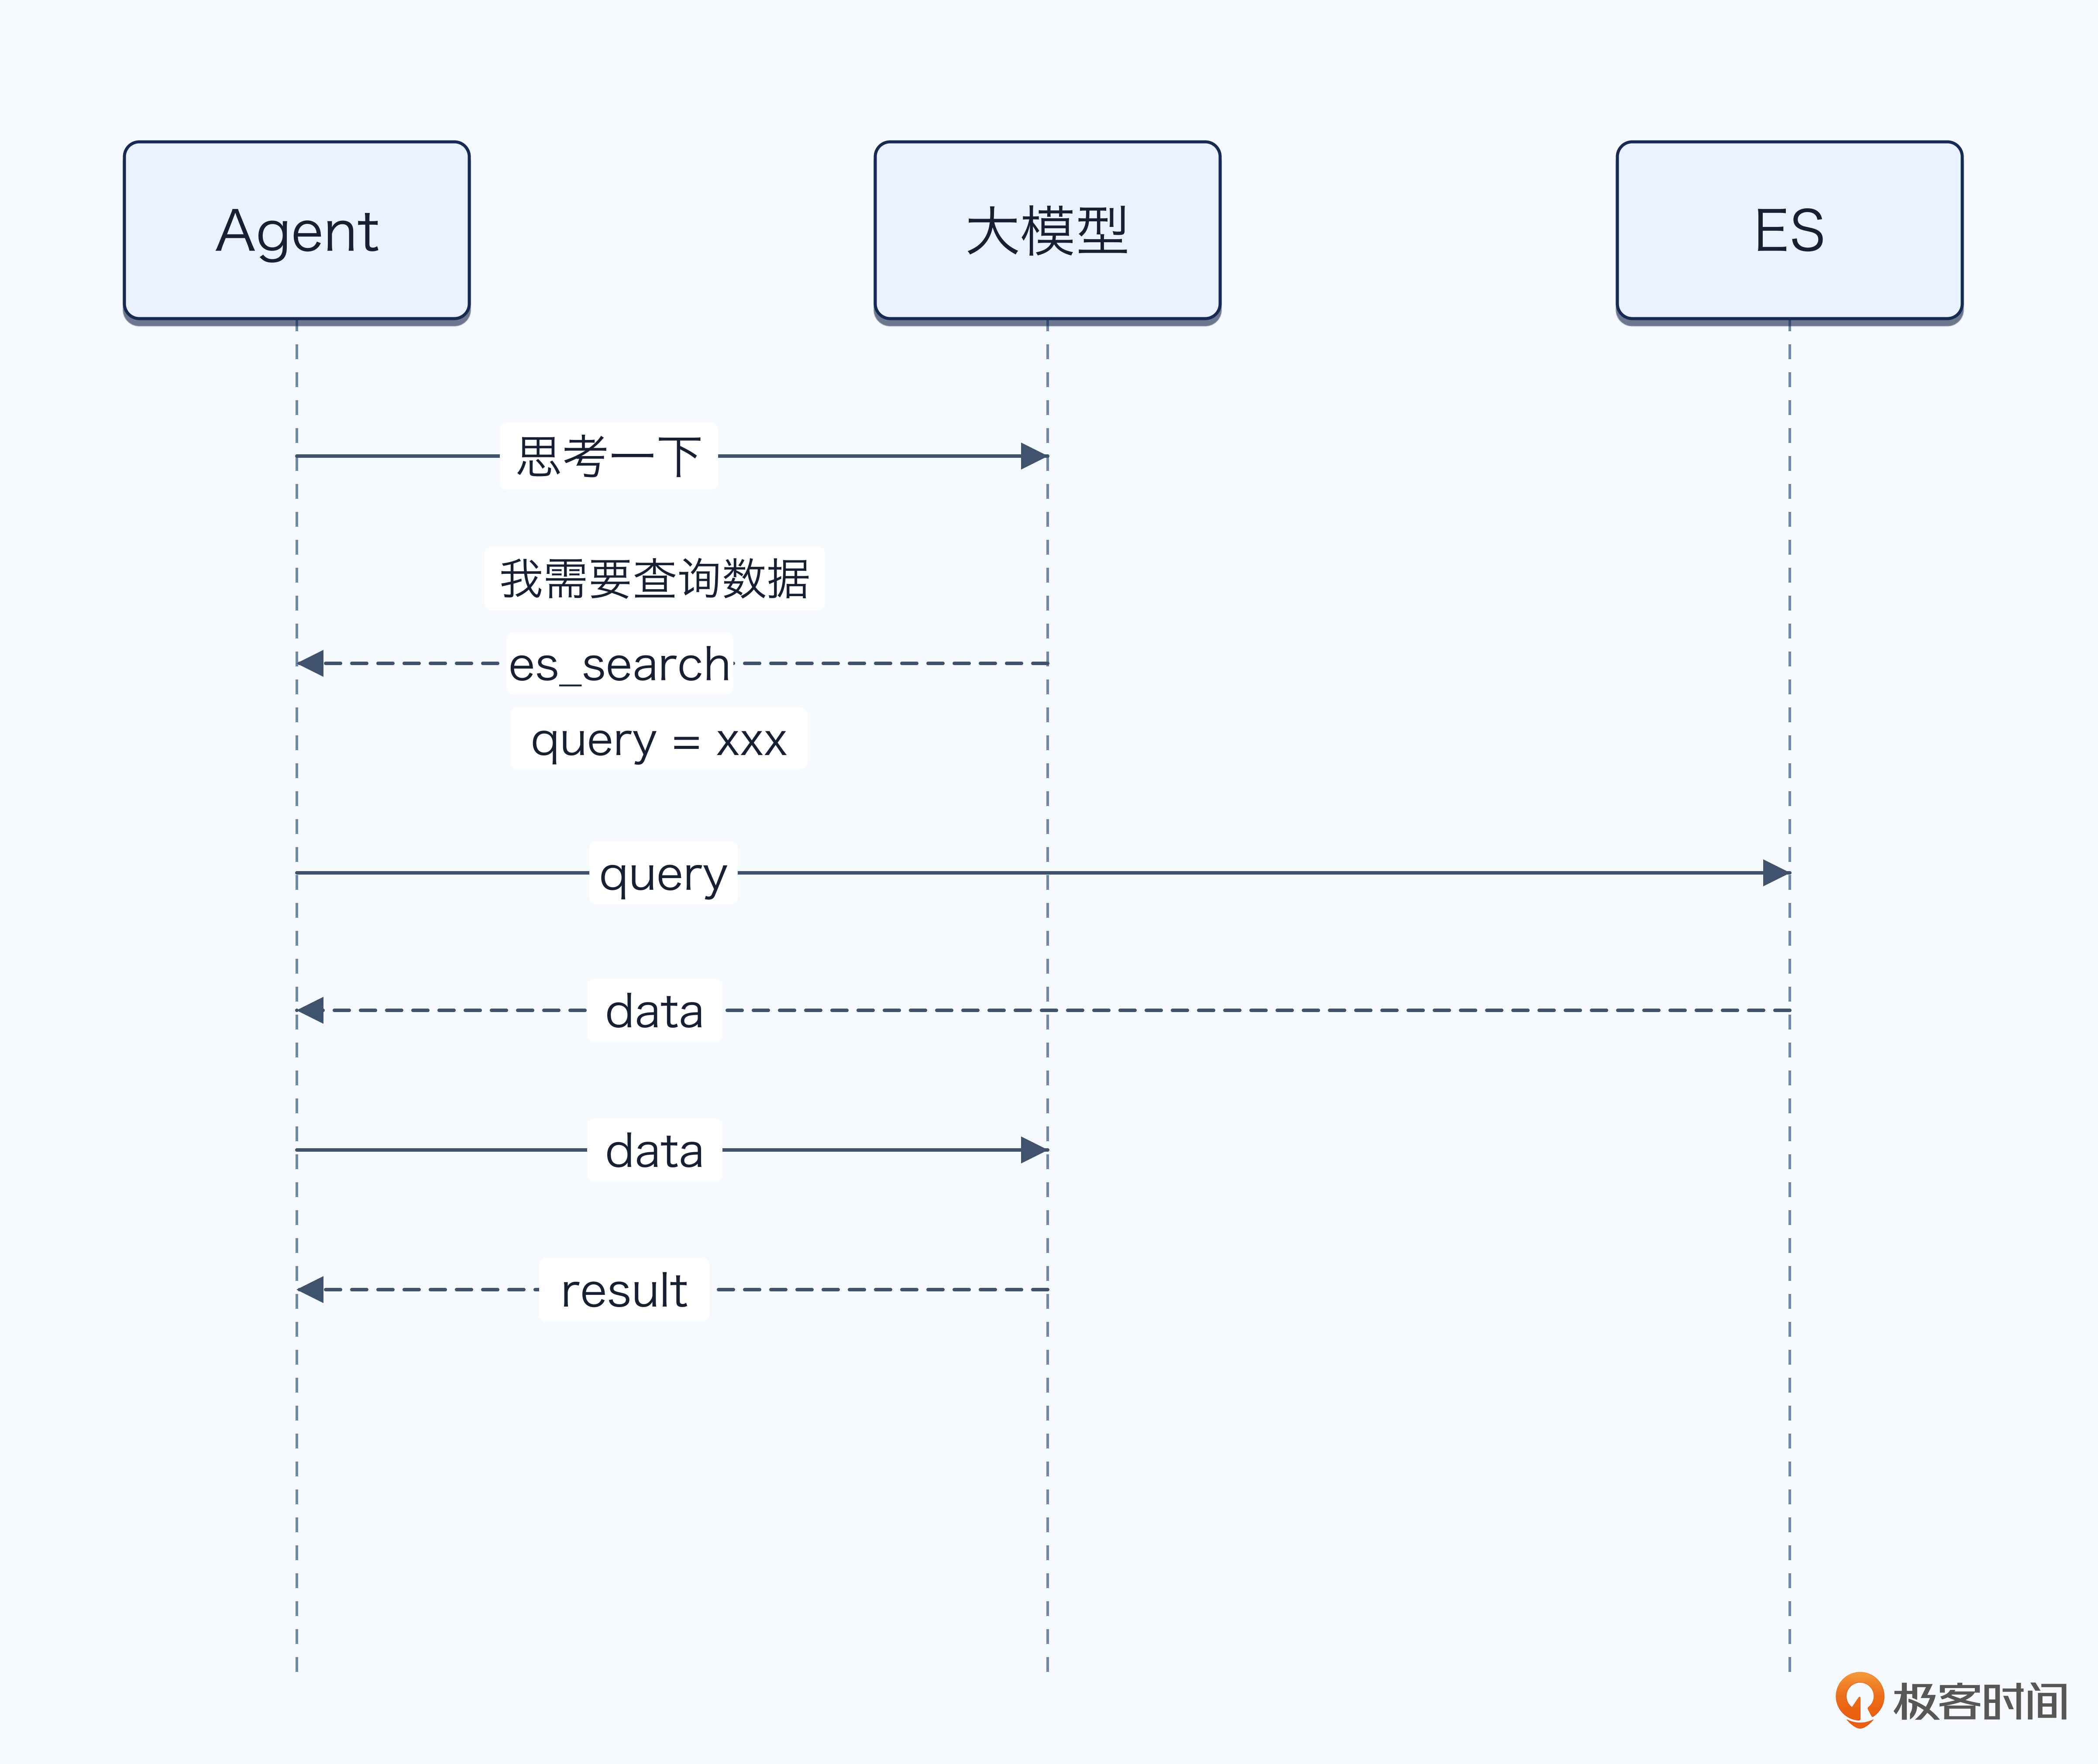 Agent
大模型
ES
思考一下
我需要查询数据
es_search
query = xxx
query
data
data
result
极客时间